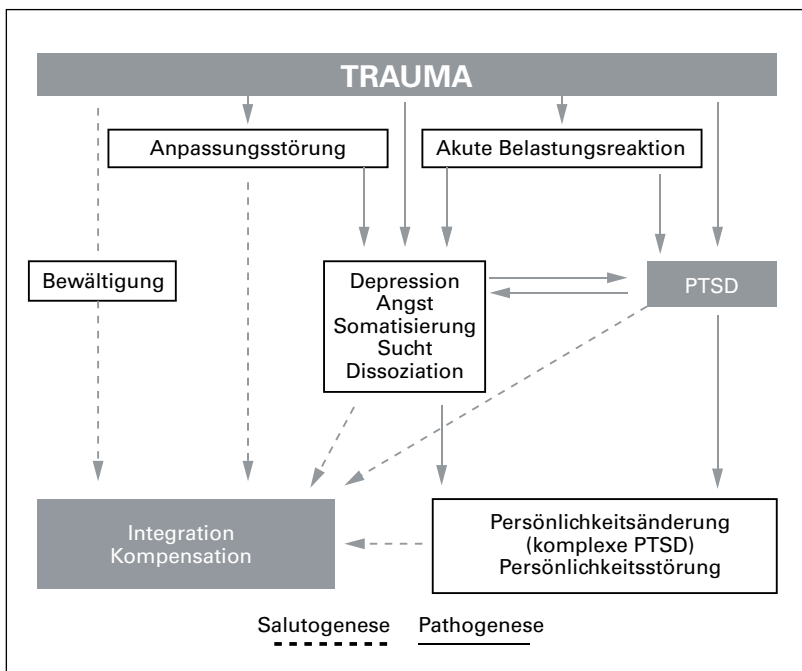 TRAUMA
Anpassungsstörung
Akute Belastungsreaktion
Bewältigung
Depression
Angst
Somatisierung
Sucht
Dissoziation
PTSD
Integration
Kompensation
Persönlichkeitsänderung
(komplexe PTSD)
Persönlichkeitsstörung
Salutogenese
Pathogenese